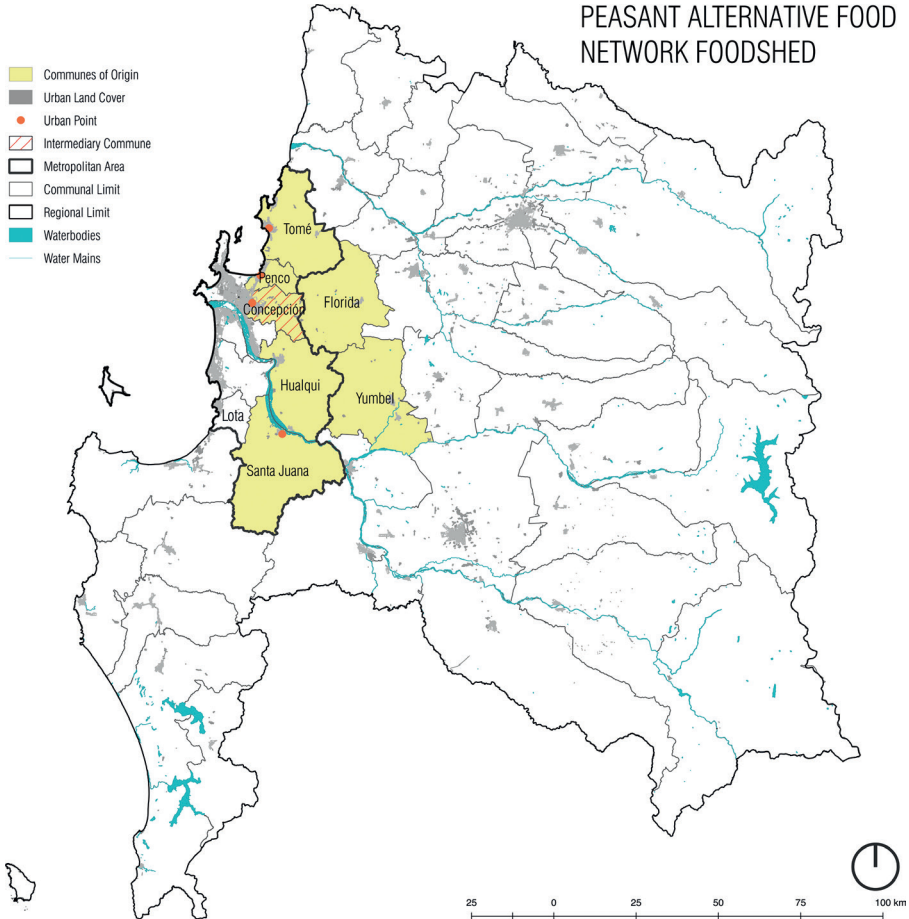 PEASANT ALTERNATIVE FOOD
NETWORK FOODSHED
Communes of Origin
Urban Land Cover
Urban Point
Intermediary Commune
Metropolitan Area
Communal Limit
Regional Limit
Waterbodies
Water Mains
Tomé
Penco
Concepción
Florida
Hualqui
Yumbel
Lota
Santa Juana
25 0 25 50 75 100 km